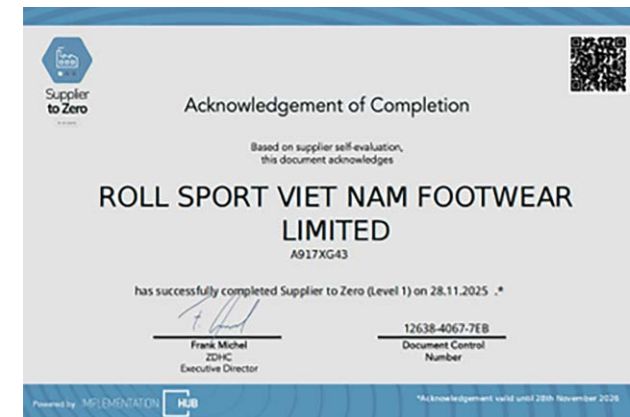 Supplier
to Zero
Acknowledgement of Completion
Based on supplier self-evaluation,
this document acknowledges
ROLL SPORT VIET NAM FOOTWEAR
LIMITED
A917XG43
has successfully completed Supplier to Zero (Level 1) on 28.11.2025 .*
Frank Michel
ZDHC
Executive Director
12638-4067-7EB
Document Control
Number
Powered by IMPLEMENTATION HUB
*Acknowledgement valid until 28th November 2026